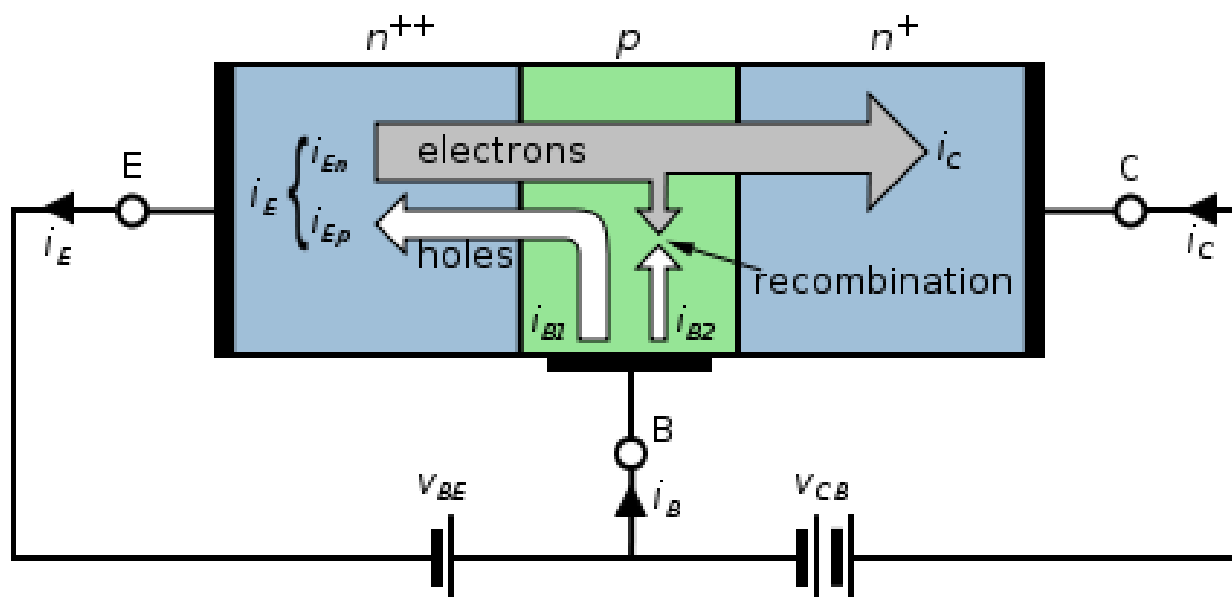 n++ p n+
electrons
iEn
iC
E
C
iE
iEp
iE
holes
iC
recombination
iB1
iB2
B
vBE
iB
vCB